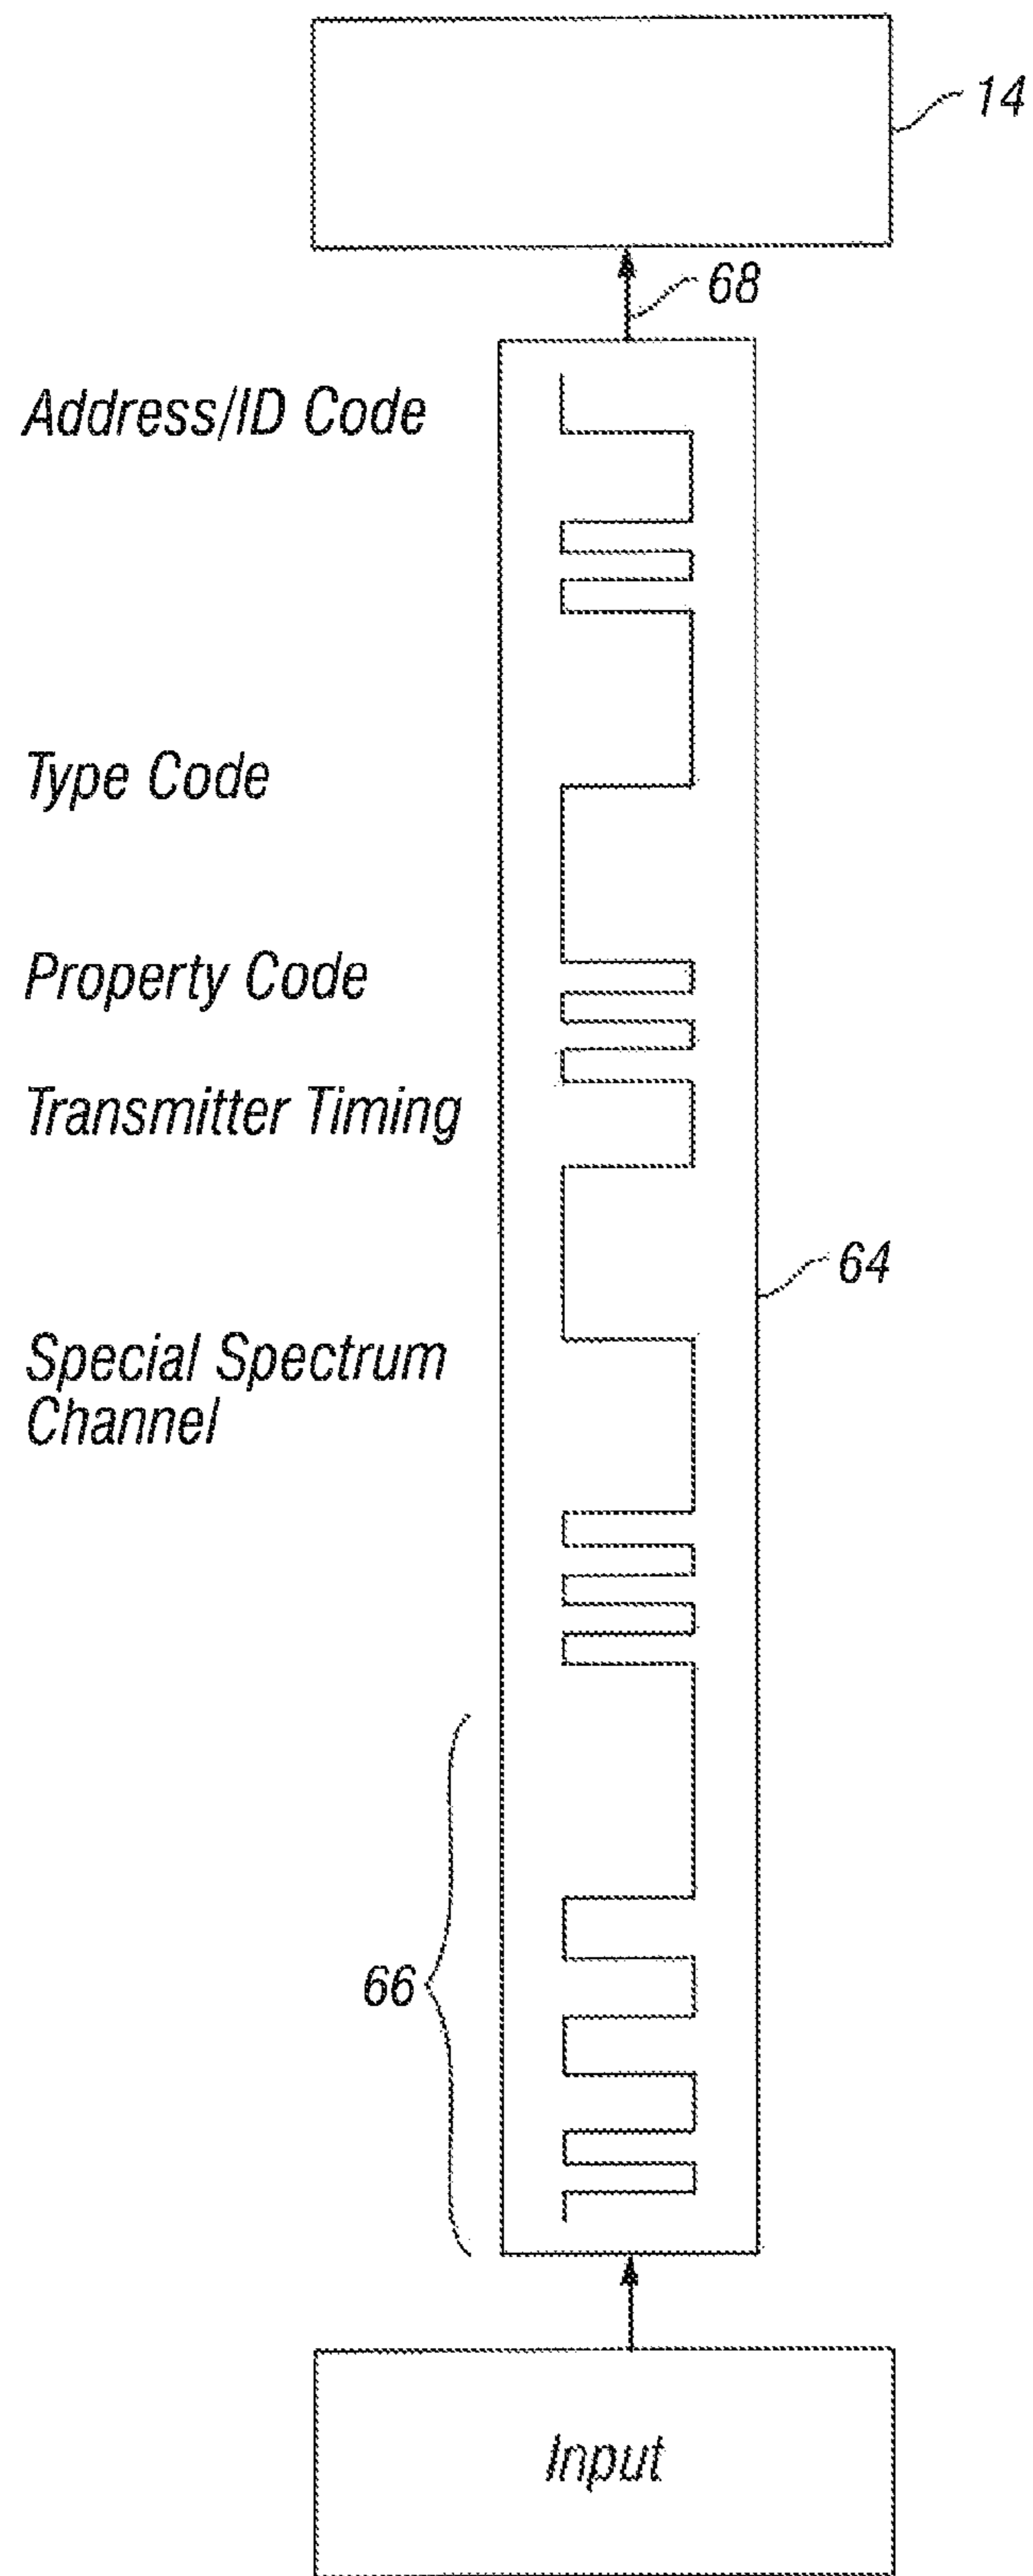 14
68
Address/ID Code
Type Code
Property Code
Transmitter Timing
64
Special Spectrum
Channel
66
Input